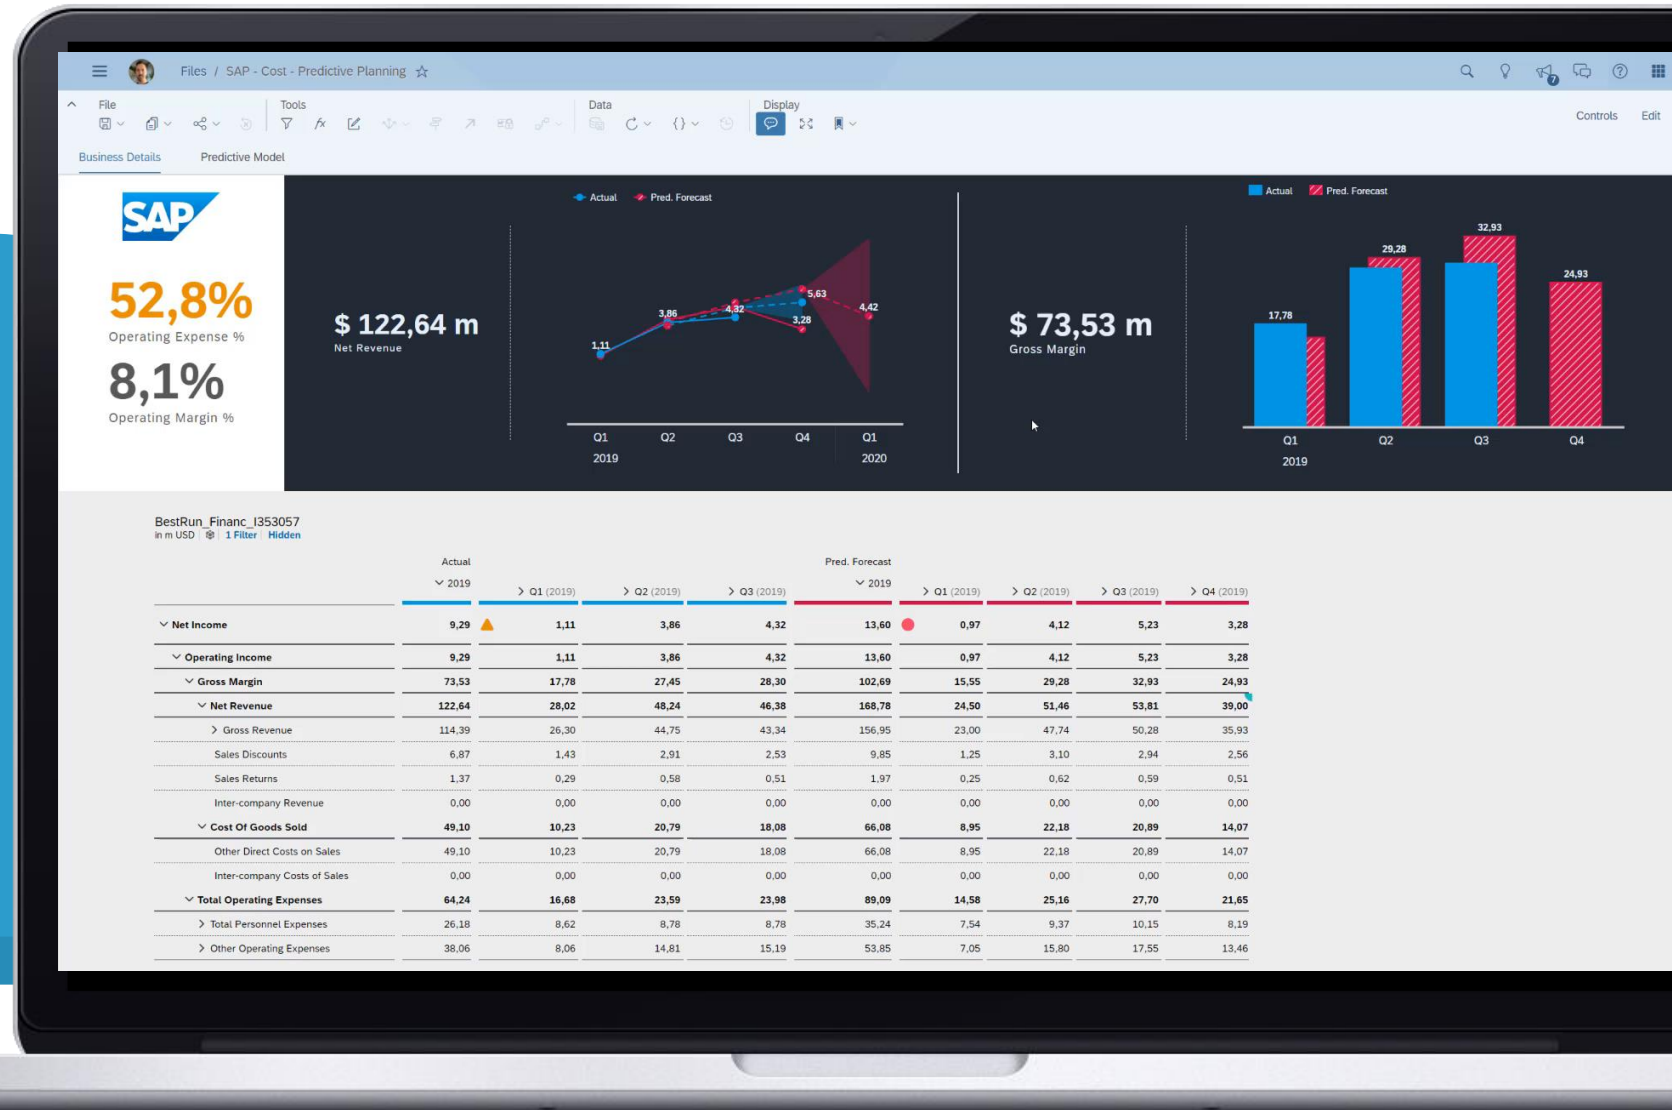 Files / SAP - Cost - Predictive Planning
7
File Tools Data Display
Controls Edit
Business Details Predictive Model
SAP
52,8%
Operating Expense %
8,1%
Operating Margin %
$ 122,64 m
Net Revenue
Actual Pred. Forecast
1,11
3,86
4,32
5,63
3,28
4,42
Q1 Q2 Q3 Q4 Q1
2019 2020
$ 73,53 m
Gross Margin
Actual Pred. Forecast
17,78
29,28
32,93
24,93
Q1 Q2 Q3 Q4
2019
BestRun_Financ_I353057
in m USD 1 Filter Hidden
Actual Pred. Forecast
2019 Q1 (2019) Q2 (2019) Q3 (2019) 2019 Q1 (2019) Q2 (2019) Q3 (2019) Q4 (2019)
Net Income 9,29 1,11 3,86 4,32 13,60 0,97 4,12 5,23 3,28
Operating Income 9,29 1,11 3,86 4,32 13,60 0,97 4,12 5,23 3,28
Gross Margin 73,53 17,78 27,45 28,30 102,69 15,55 29,28 32,93 24,93
Net Revenue 122,64 28,02 48,24 46,38 168,78 24,50 51,46 53,81 39,00
Gross Revenue 114,39 26,30 44,75 43,34 156,95 23,00 47,74 50,28 35,93
Sales Discounts 6,87 1,43 2,91 2,53 9,85 1,25 3,10 2,94 2,56
Sales Returns 1,37 0,29 0,58 0,51 1,97 0,25 0,62 0,59 0,51
Inter-company Revenue 0,00 0,00 0,00 0,00 0,00 0,00 0,00 0,00 0,00
Cost Of Goods Sold 49,10 10,23 20,79 18,08 66,08 8,95 22,18 20,89 14,07
Other Direct Costs on Sales 49,10 10,23 20,79 18,08 66,08 8,95 22,18 20,89 14,07
Inter-company Costs of Sales 0,00 0,00 0,00 0,00 0,00 0,00 0,00 0,00 0,00
Total Operating Expenses 64,24 16,68 23,59 23,98 89,09 14,58 25,16 27,70 21,65
Total Personnel Expenses 26,18 8,62 8,78 8,78 35,24 7,54 9,37 10,15 8,19
Other Operating Expenses 38,06 8,06 14,81 15,19 53,85 7,05 15,80 17,55 13,46